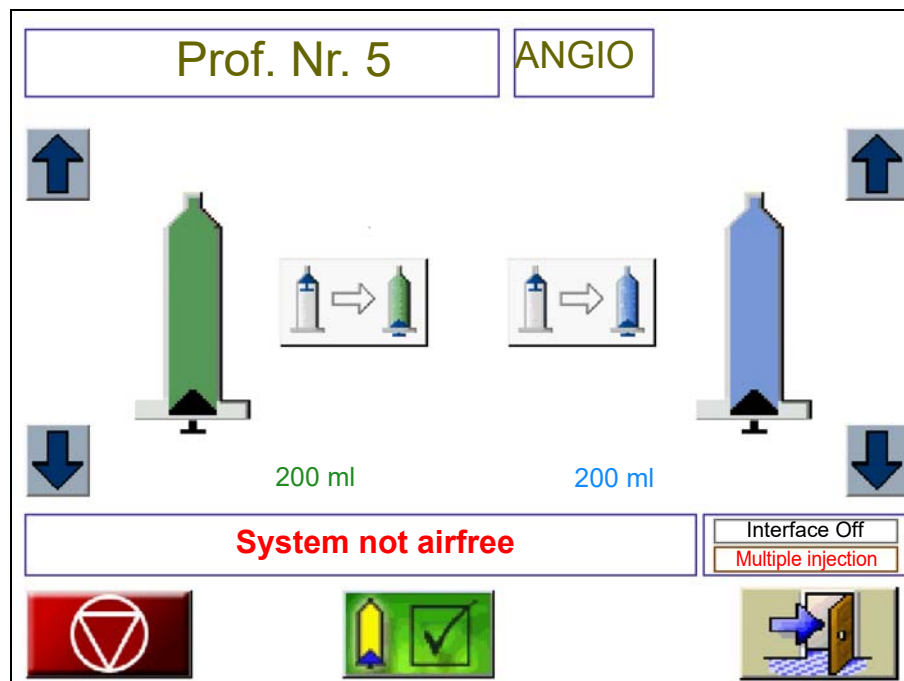 Prof. Nr. 5
ANGIO
200 ml
200 ml
System not airfree
Interface Off
Multiple injection